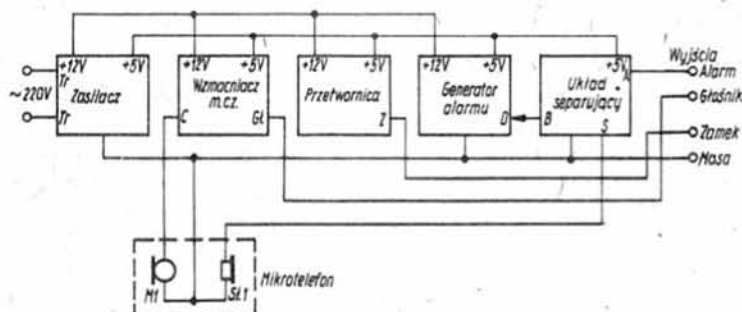 +12V +5V
Tr
Zasilacz
Tr
~220V
+12V +5V
Wzmacniacz
m.cz.
C GŁ
+12V +5V
Przetwornica
Z
+12V +5V
Generator
alarmu
D
+5V
A
Układ
separujący
B
S
Wyjścia
Alarm
Głośnik
Zamek
Masa
M1
SŁ1
Mikrotelefon